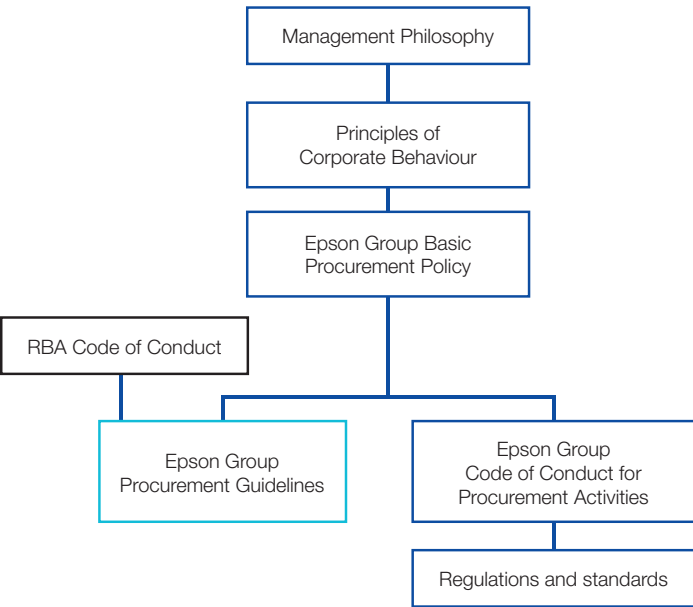 Management Philosophy
Principles of
Corporate Behaviour
Epson Group Basic
Procurement Policy
RBA Code of Conduct
Epson Group
Procurement Guidelines
Epson Group
Code of Conduct for
Procurement Activities
Regulations and standards